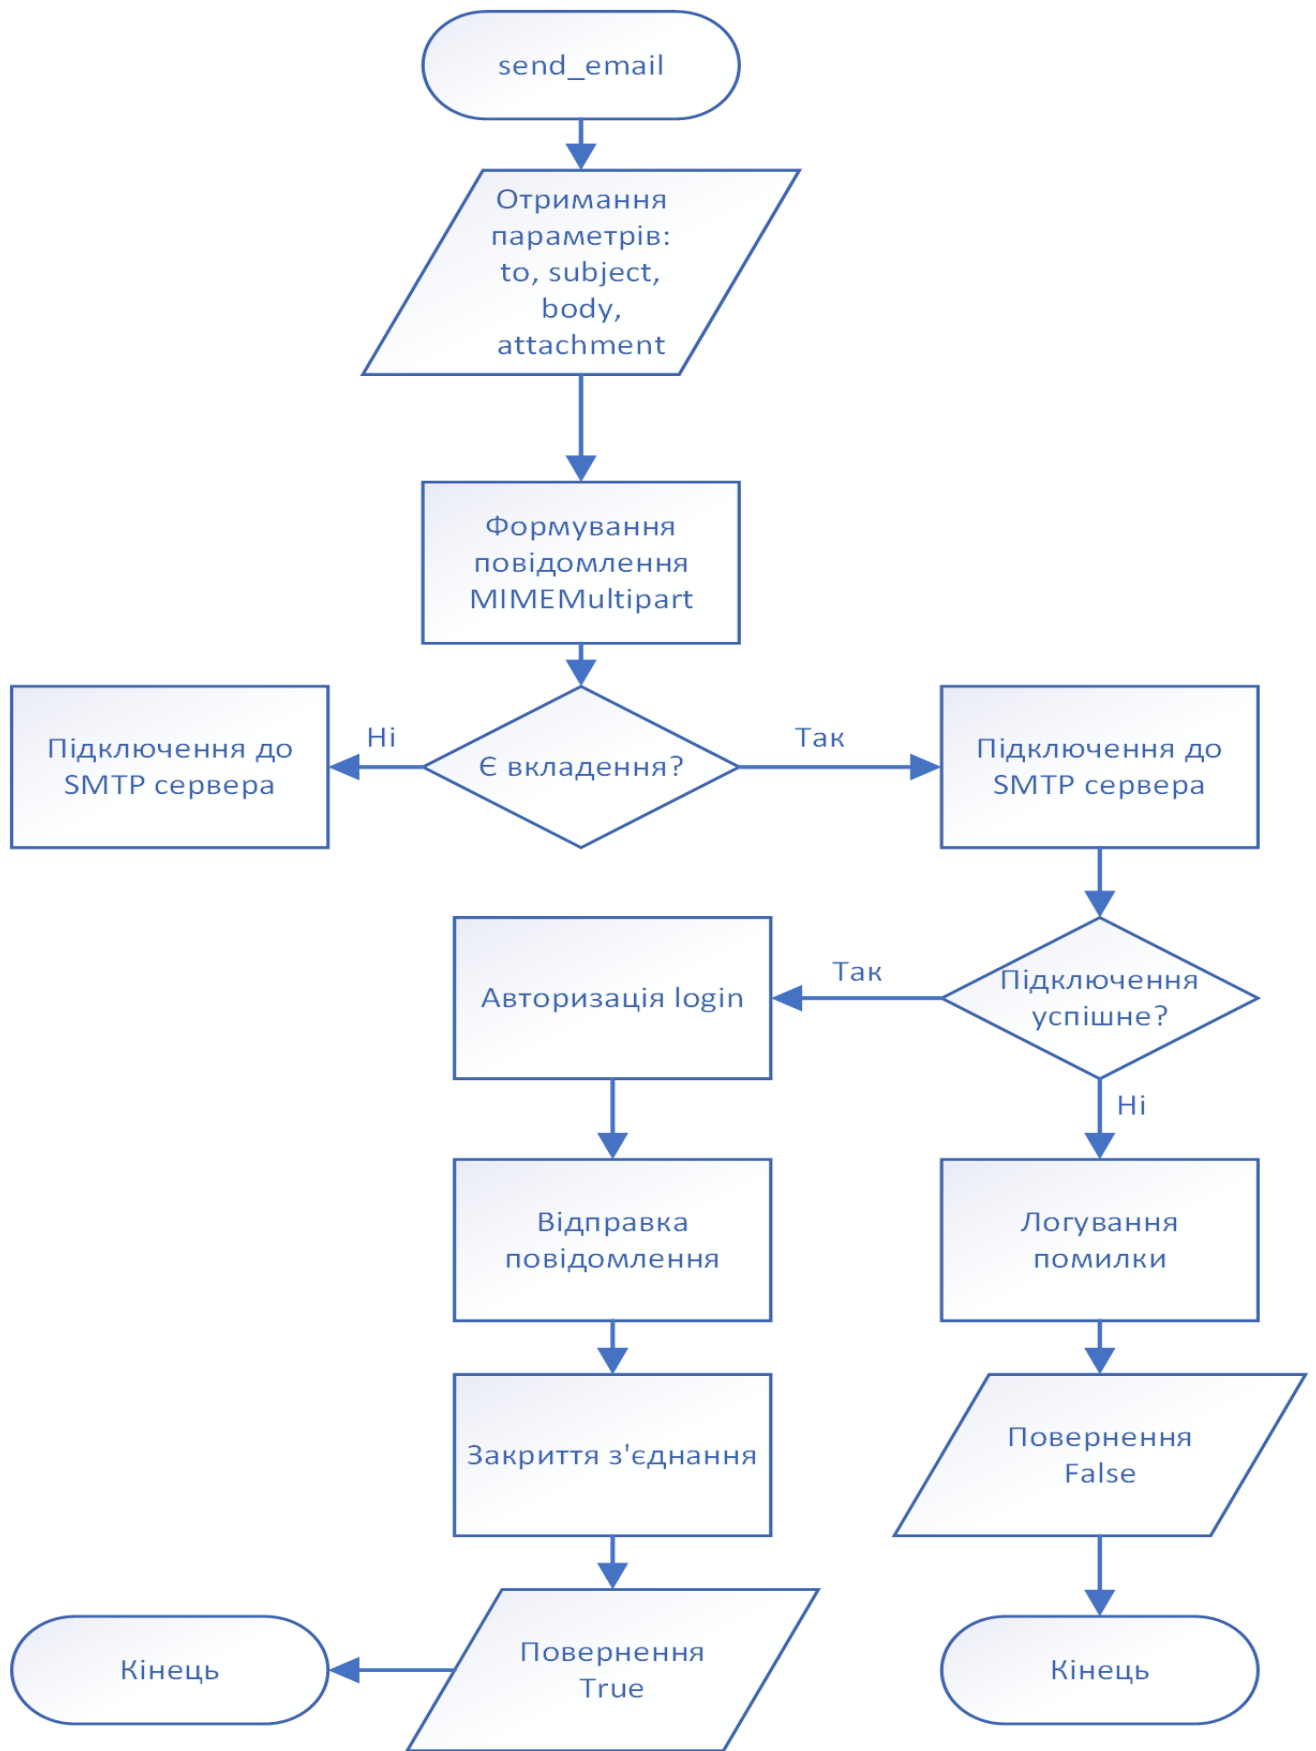 send_email
Отримання
параметрів:
to, subject,
body,
attachment
Формування
повідомлення
MIMEMultipart
Підключення до
SMTP сервера
Ні
Є вкладення?
Так
Підключення до
SMTP сервера
Авторизація login
Так
Підключення
успішне?
Ні
Відправка
повідомлення
Логування
помилки
Закриття з'єднання
Повернення
False
Кінець
Повернення
True
Кінець